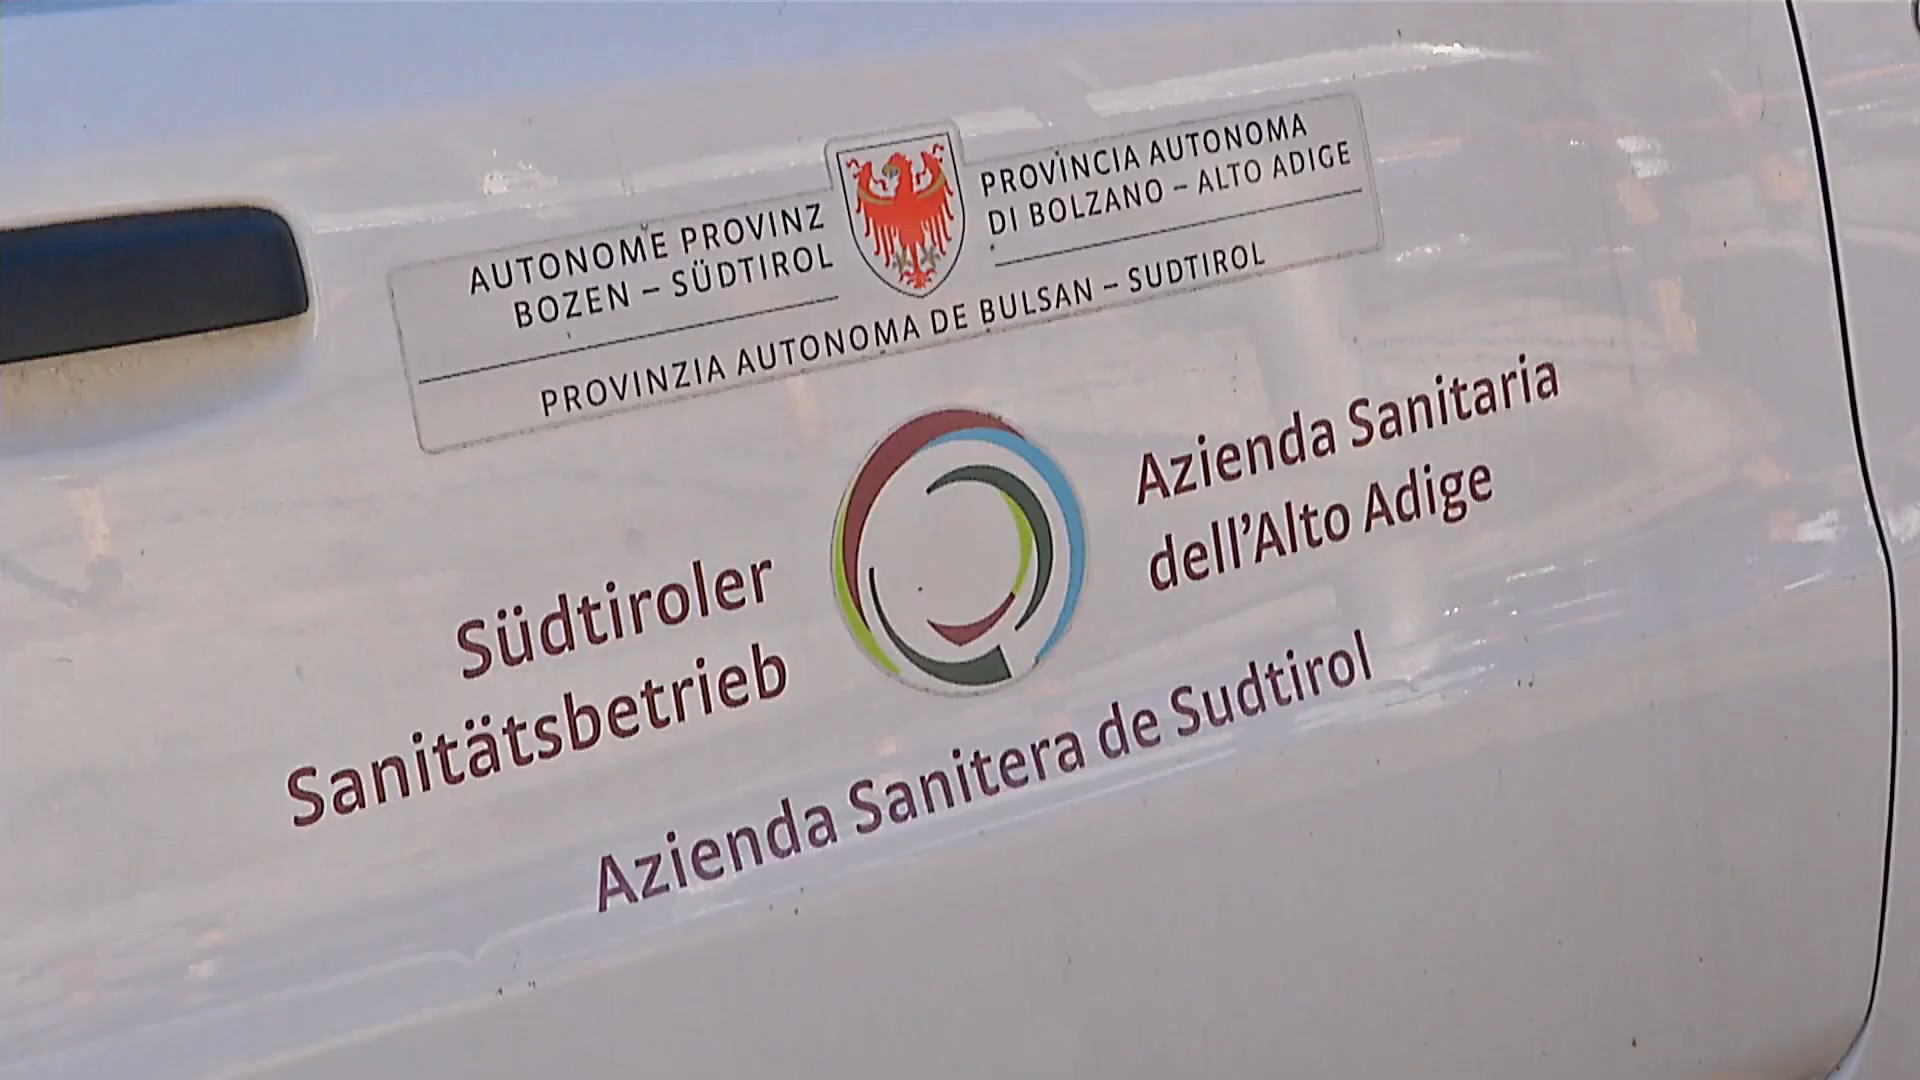 AUTONOME PROVINZ
BOZEN – SÜDTIROL
PROVINCIA AUTONOMA
DI BOLZANO – ALTO ADIGE
PROVINZIA AUTONOMA DE BULSAN – SUDTIROL
Südtiroler
Sanitätsbetrieb
Azienda Sanitaria
dell'Alto Adige
Azienda Sanitera de Sudtirol